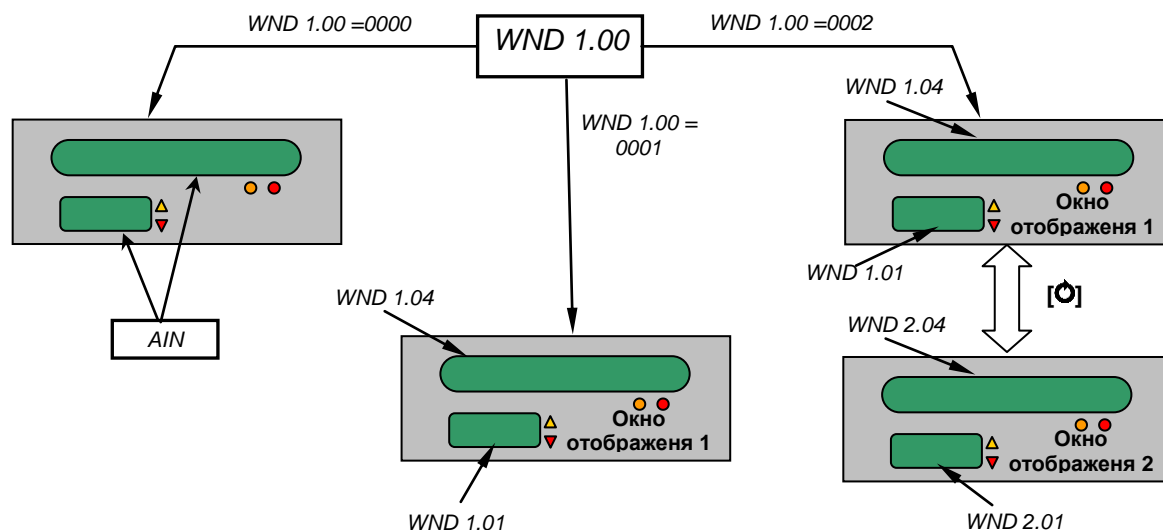 WND 1.00 =0000
WND 1.00
WND 1.00 =0002
WND 1.04
WND 1.00 =
0001
Окно
отображеня 1
WND 1.01
[↻]
AIN
WND 1.04
WND 2.04
Окно
отображеня 1
Окно
отображеня 2
WND 1.01
WND 2.01